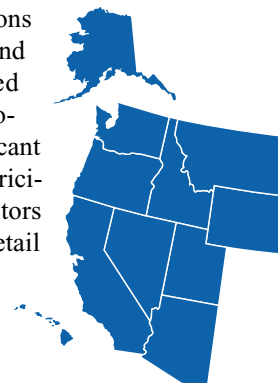 ons
nd
ed
o-
cant
rici-
tors
etail